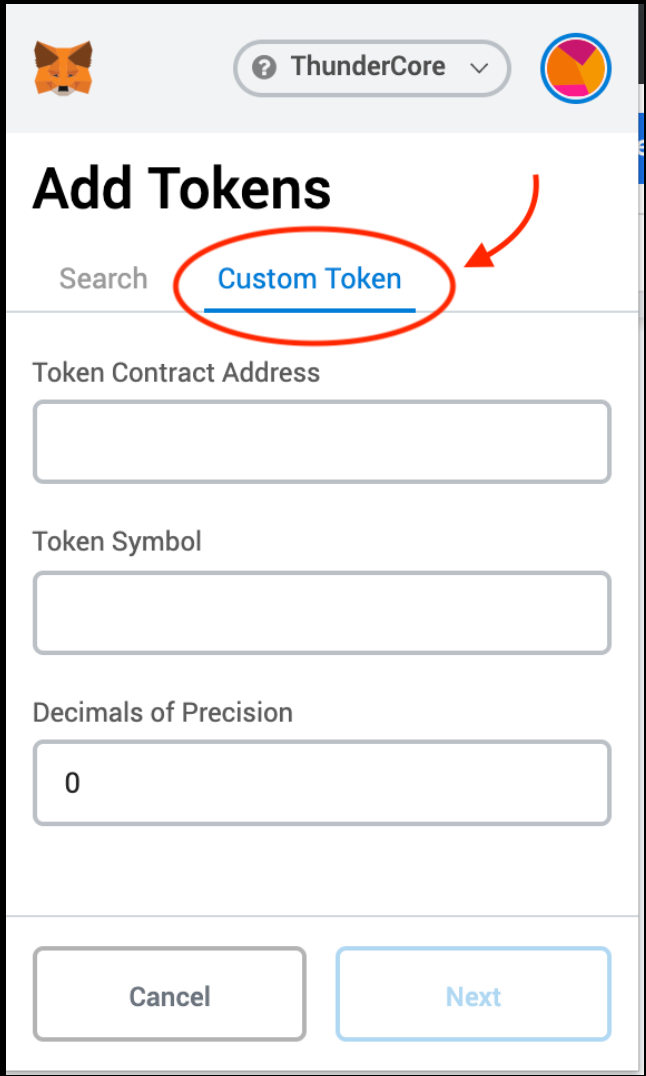 ThunderCore
Add Tokens
Search Custom Token
Token Contract Address
Token Symbol
Decimals of Precision
0
Cancel Next